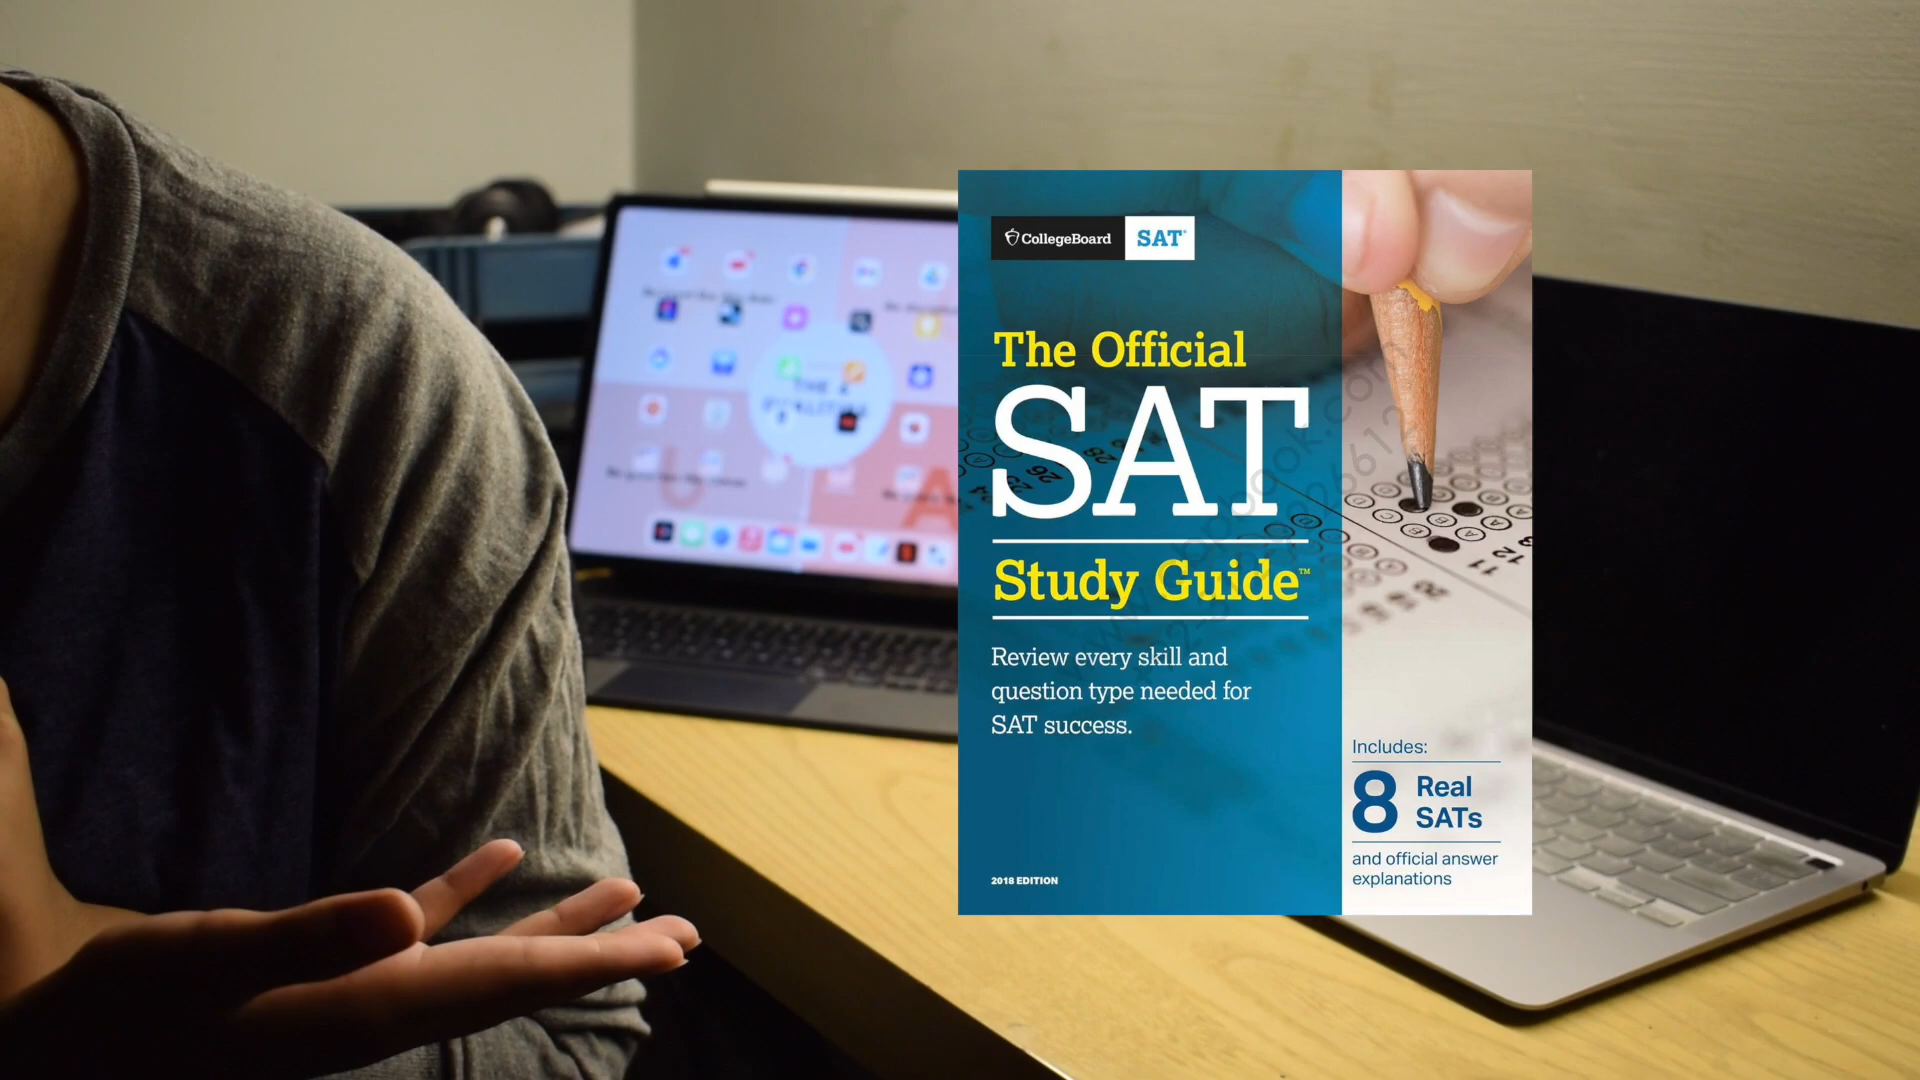 CollegeBoard SAT
The Official
SAT
Study Guide™
Review every skill and
question type needed for
SAT success.
2018 EDITION
Includes:
8 Real
SATs
and official answer
explanations